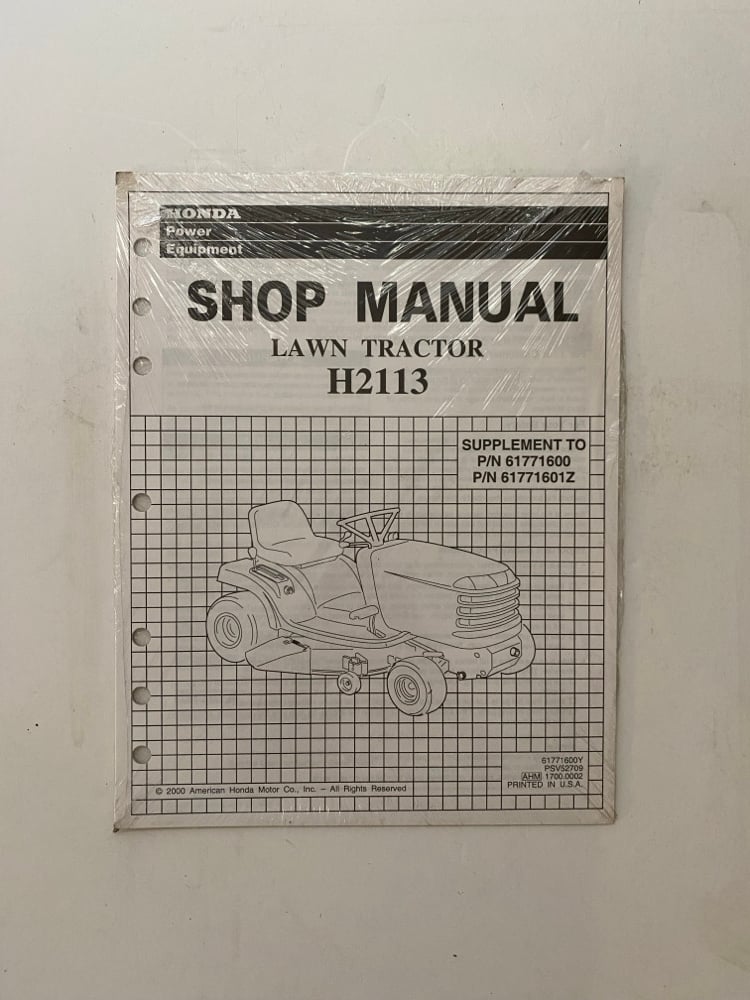 HONDA
Power
Equipment
SHOP MANUAL
LAWN TRACTOR
H2113
SUPPLEMENT TO
P/N 61771600
P/N 61771601Z
61771600Y
PSV52709
AHM 1700.0002
PRINTED IN U.S.A.
© 2000 American Honda Motor Co., Inc. – All Rights Reserved